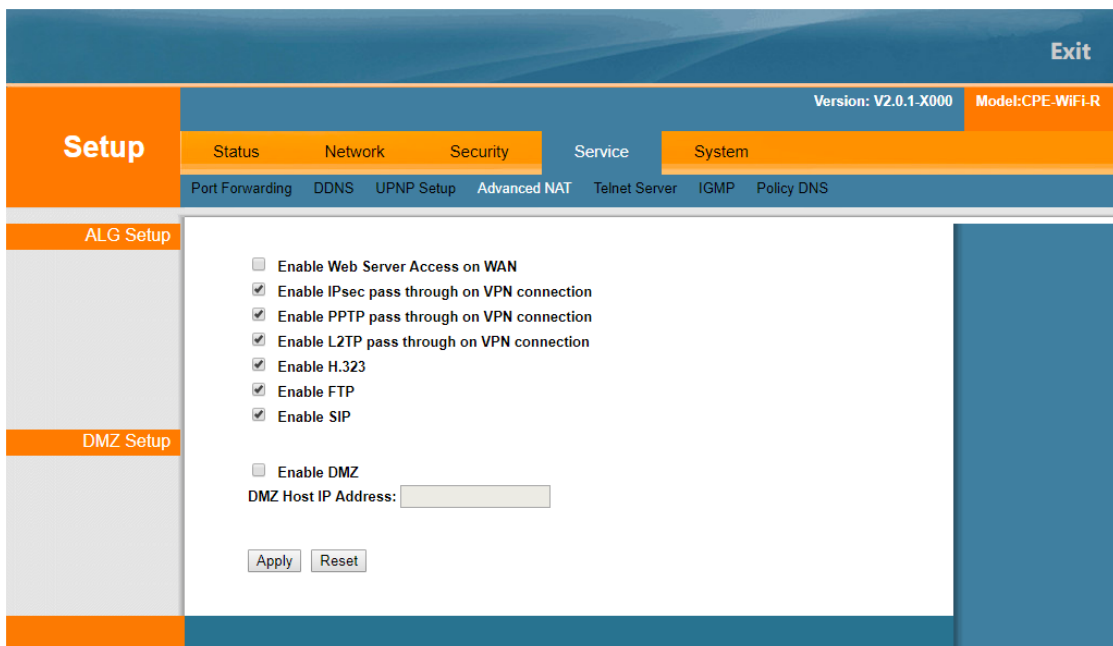 Exit
Version: V2.0.1-X000 Model:CPE-WiFi-R
Setup
Status Network Security Service System
Port Forwarding DDNS UPNP Setup Advanced NAT Telnet Server IGMP Policy DNS
ALG Setup
Enable Web Server Access on WAN
Enable IPsec pass through on VPN connection
Enable PPTP pass through on VPN connection
Enable L2TP pass through on VPN connection
Enable H.323
Enable FTP
Enable SIP
DMZ Setup
Enable DMZ
DMZ Host IP Address:
Apply Reset